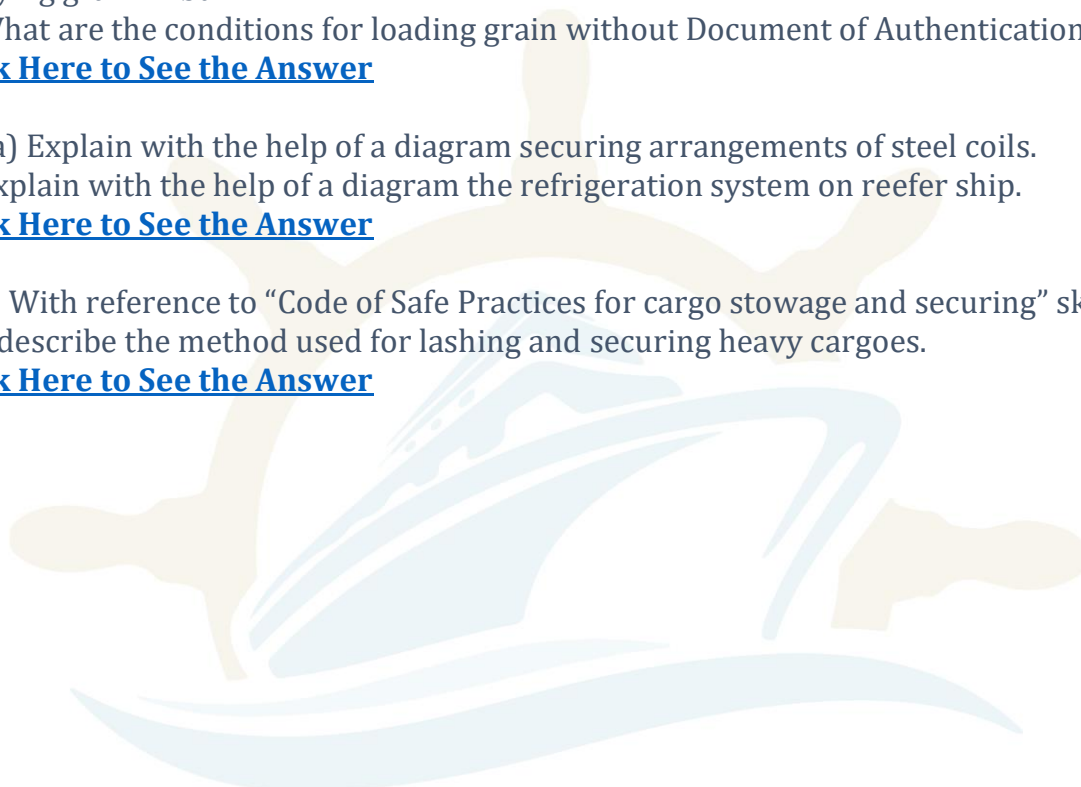 What are the conditions for loading grain without Document of Authentication
k Here to See the Answer
a) Explain with the help of a diagram securing arrangements of steel coils.
xplain with the help of a diagram the refrigeration system on reefer ship.
k Here to See the Answer
With reference to “Code of Safe Practices for cargo stowage and securing” sk
describe the method used for lashing and securing heavy cargoes.
k Here to See the Answer